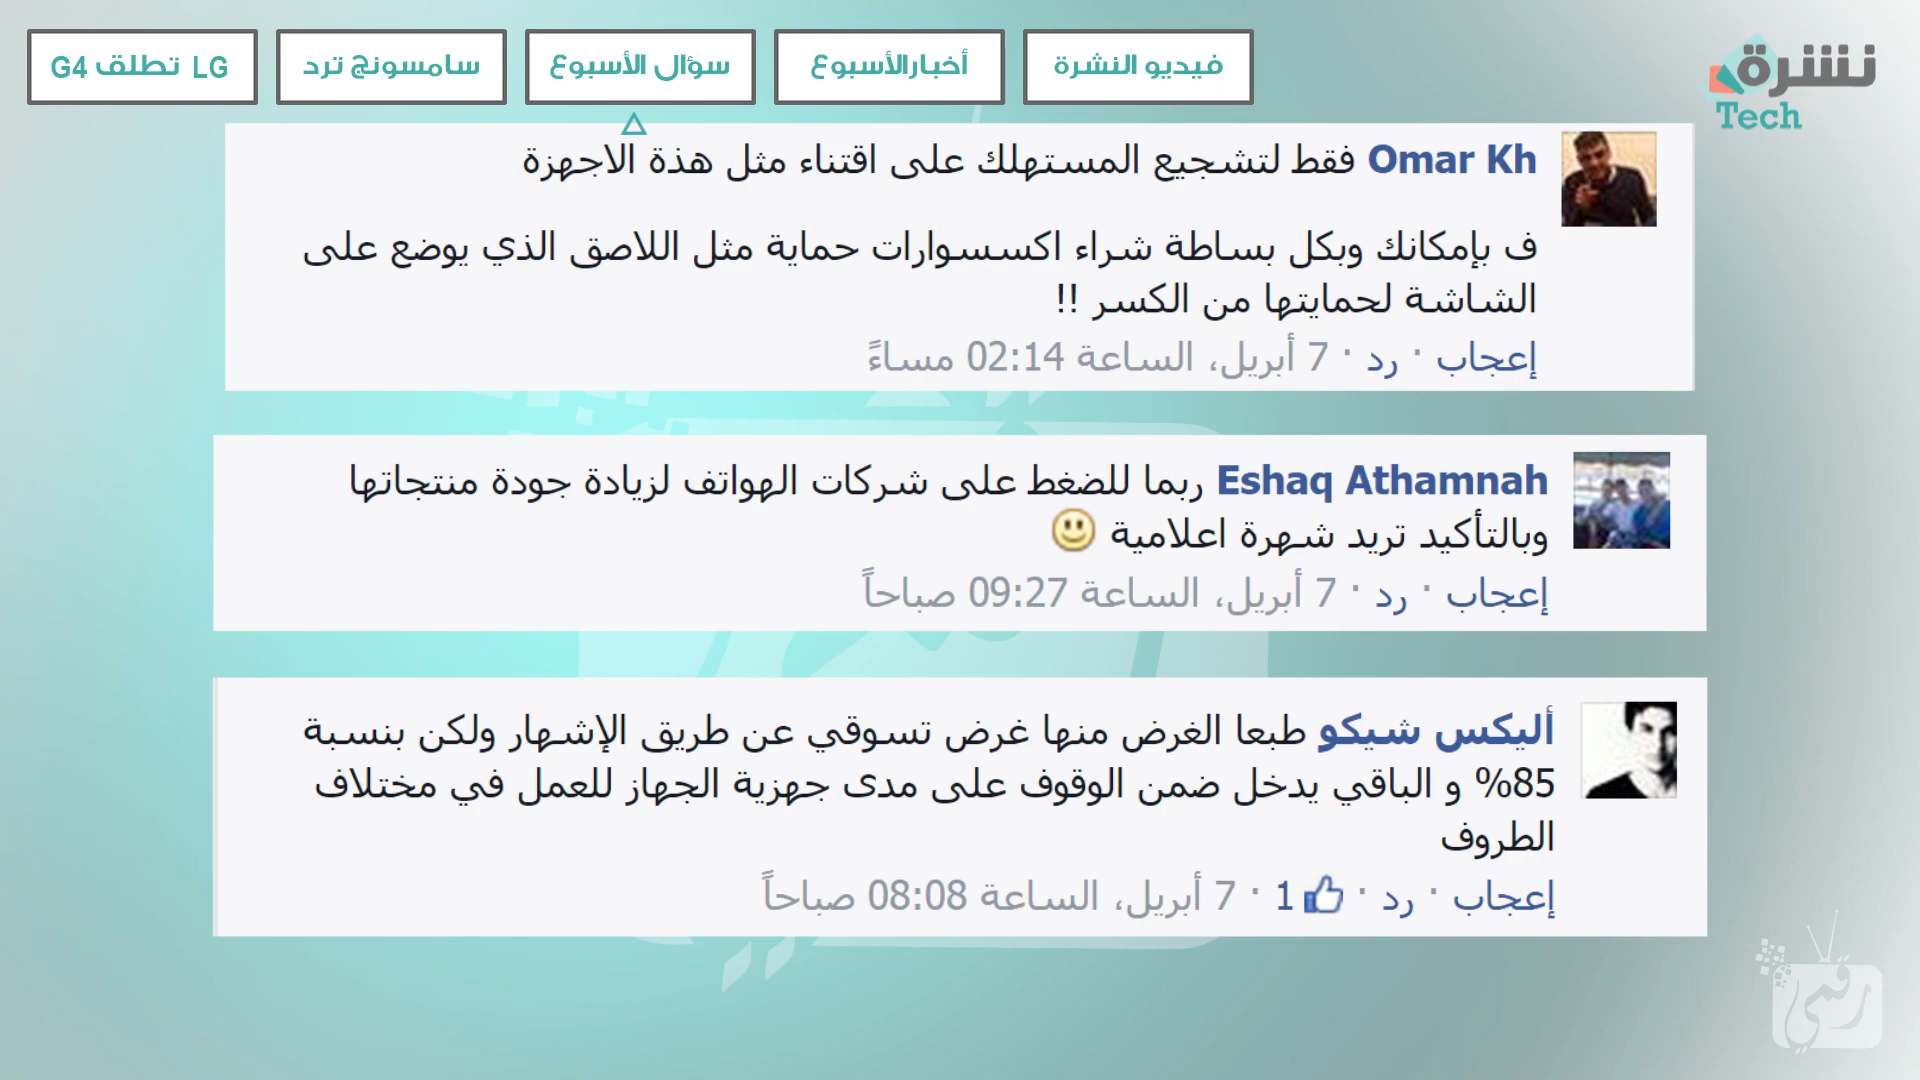 نشرة
Tech
فيديو النشرة
أخبارالأسبوع
سؤال الأسبوع
سامسونج ترد
LG تطلق G4
Omar Kh فقط لتشجيع المستهلك على اقتناء مثل هذة الاجهزة
ف بإمكانك وبكل بساطة شراء اكسسوارات حماية مثل اللاصق الذي يوضع على
الشاشة لحمايتها من الكسر !!
إعجاب · رد · 7 أبريل، الساعة 02:14 مساءً
Eshaq Athamnah ربما للضغط على شركات الهواتف لزيادة جودة منتجاتها
وبالتأكيد تريد شهرة اعلامية
إعجاب · رد · 7 أبريل، الساعة 09:27 صباحاً
أليكس شيكو طبعا الغرض منها غرض تسوقي عن طريق الإشهار ولكن بنسبة
85% و الباقي يدخل ضمن الوقوف على مدى جهزية الجهاز للعمل في مختلاف
الطروف
إعجاب · رد · 1 · 7 أبريل، الساعة 08:08 صباحاً
رقمي